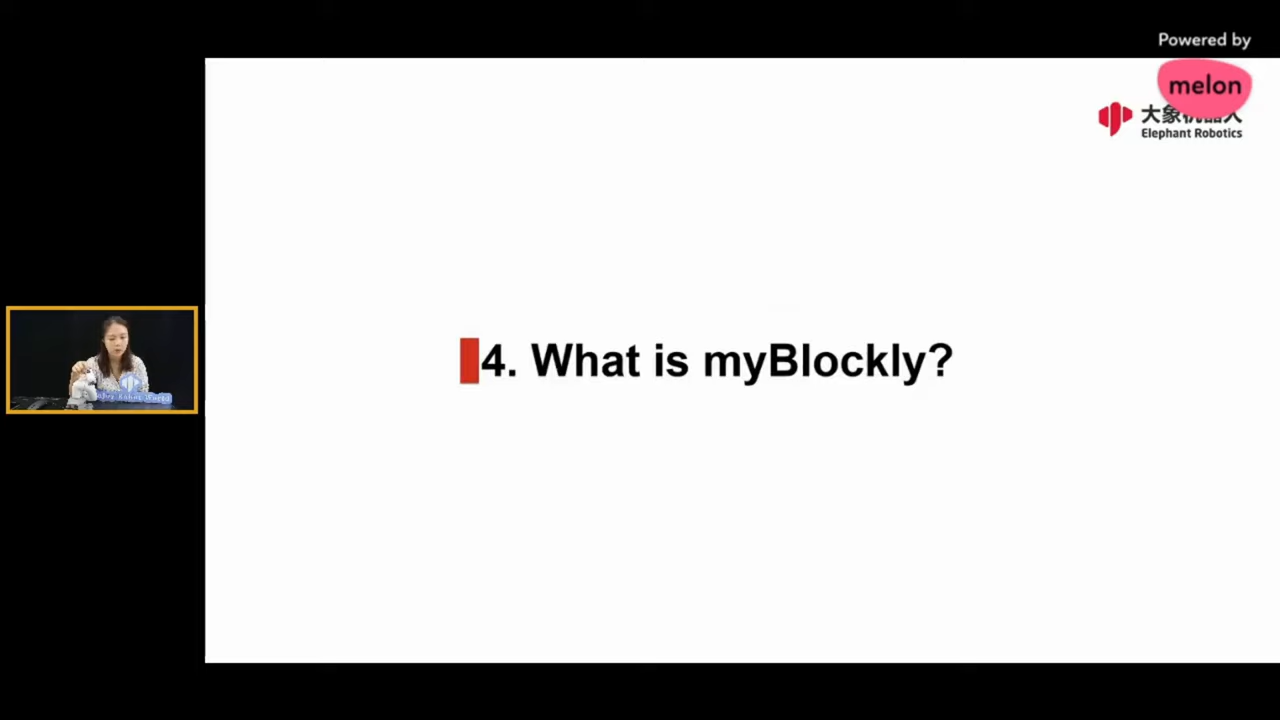 Powered by
melon
大象机器人
Elephant Robotics
4. What is myBlockly?